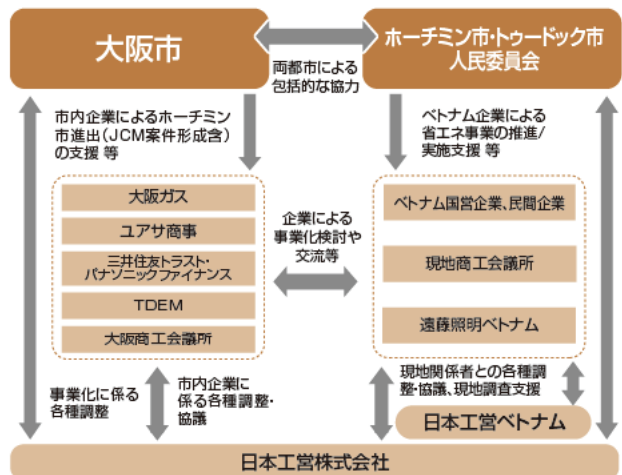 大阪市
両都市による
包括的な協力
ホーチミン市・トゥードック市
人民委員会
市内企業によるホーチミン
市進出（JCM案件形成含）
の支援 等
ベトナム企業による
省エネ事業の推進/
実施支援 等
大阪ガス
ユアサ商事
三井住友トラスト・
パナソニックファイナンス
TDEM
大阪商工会議所
企業による
事業化検討や
交流等
ベトナム国営企業、民間企業
現地商工会議所
遠藤照明ベトナム
事業化に係る
各種調整
市内企業に
係る各種調整・
協議
現地関係者との各種調
整・協議、現地調査支援
日本工営ベトナム
日本工営株式会社